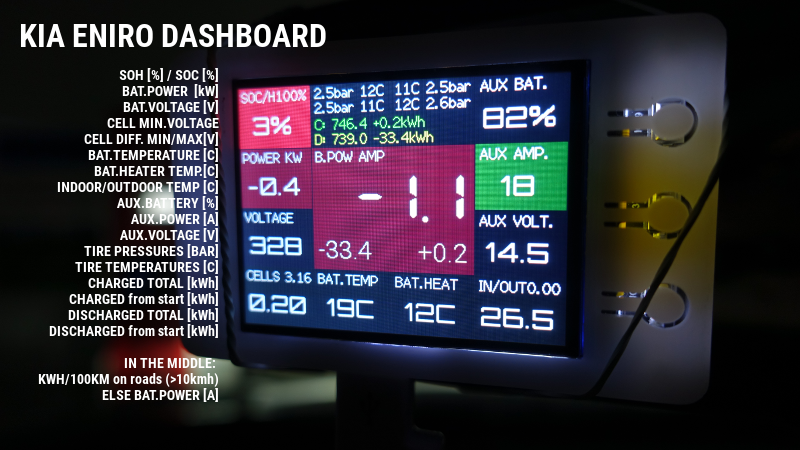 KIA ENIRO DASHBOARD
SOH [%] / SOC [%]
BAT.POWER [kW]
BAT.VOLTAGE [V]
CELL MIN.VOLTAGE
CELL DIFF. MIN/MAX[V]
BAT.TEMPERATURE [C]
BAT.HEATER TEMP[C]
INDOOR/OUTDOOR TEMP [C]
AUX.BATTERY [%]
AUX.POWER [A]
AUX.VOLTAGE [V]
TIRE PRESSURES [BAR]
TIRE TEMPERATURES [C]
CHARGED TOTAL [kWh]
CHARGED from start [kWh]
DISCHARGED TOTAL [kWh]
DISCHARGED from start [kWh]
IN THE MIDDLE:
KWH/100KM on roads (>10kmh)
ELSE BAT.POWER [A]
SOC/H100%
3%
2.5bar 12C 11C 2.5bar
2.5bar 11C 12C 2.6bar
C: 746.4 +0.2kWh
D: 739.0 -33.4kWh
AUX BAT.
82%
POWER KW
-0.4
B.POW AMP
-1.1
-33.4 +0.2
AUX AMP.
18
VOLTAGE
328
AUX VOLT.
14.5
CELLS 3.16
0.20
BAT.TEMP
19C
BAT.HEAT
12C
IN/OUT0.00
26.5